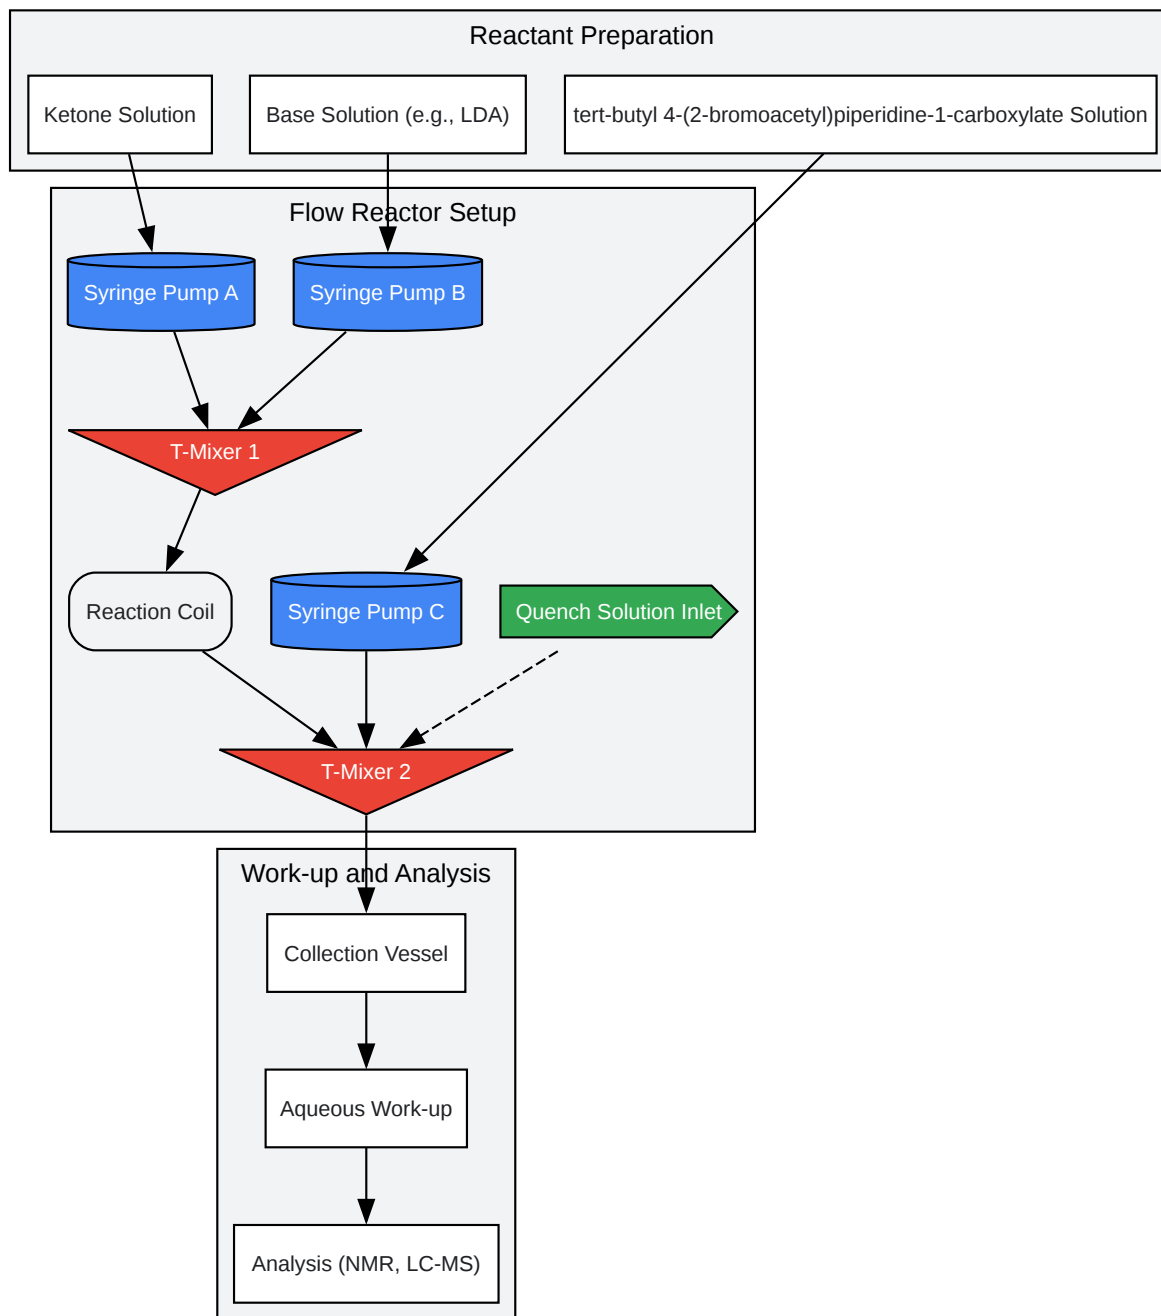 Reactant Preparation
Ketone Solution
Base Solution (e.g., LDA)
tert-butyl 4-(2-bromoacetyl)piperidine-1-carboxylate Solution
Flow Reactor Setup
Syringe Pump A
Syringe Pump B
T-Mixer 1
Reaction Coil
Syringe Pump C
Quench Solution Inlet
T-Mixer 2
Work-up and Analysis
Collection Vessel
Aqueous Work-up
Analysis (NMR, LC-MS)